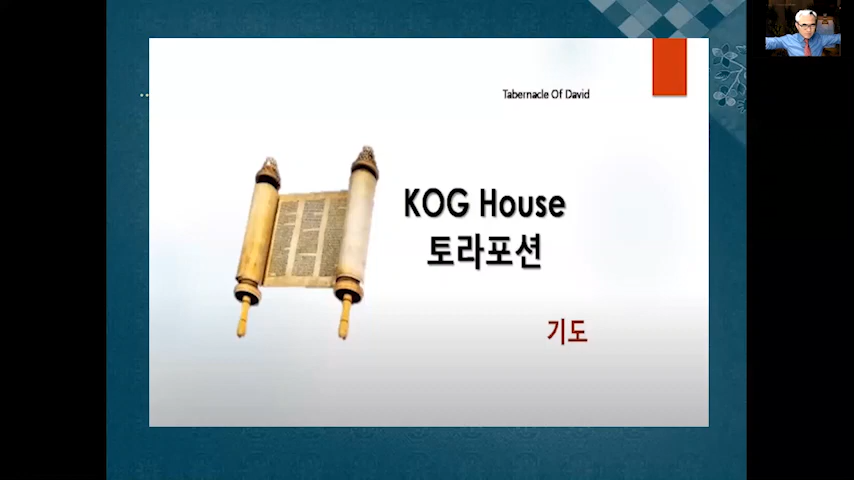 Tabernacle Of David
KOG House
토라포션
기도